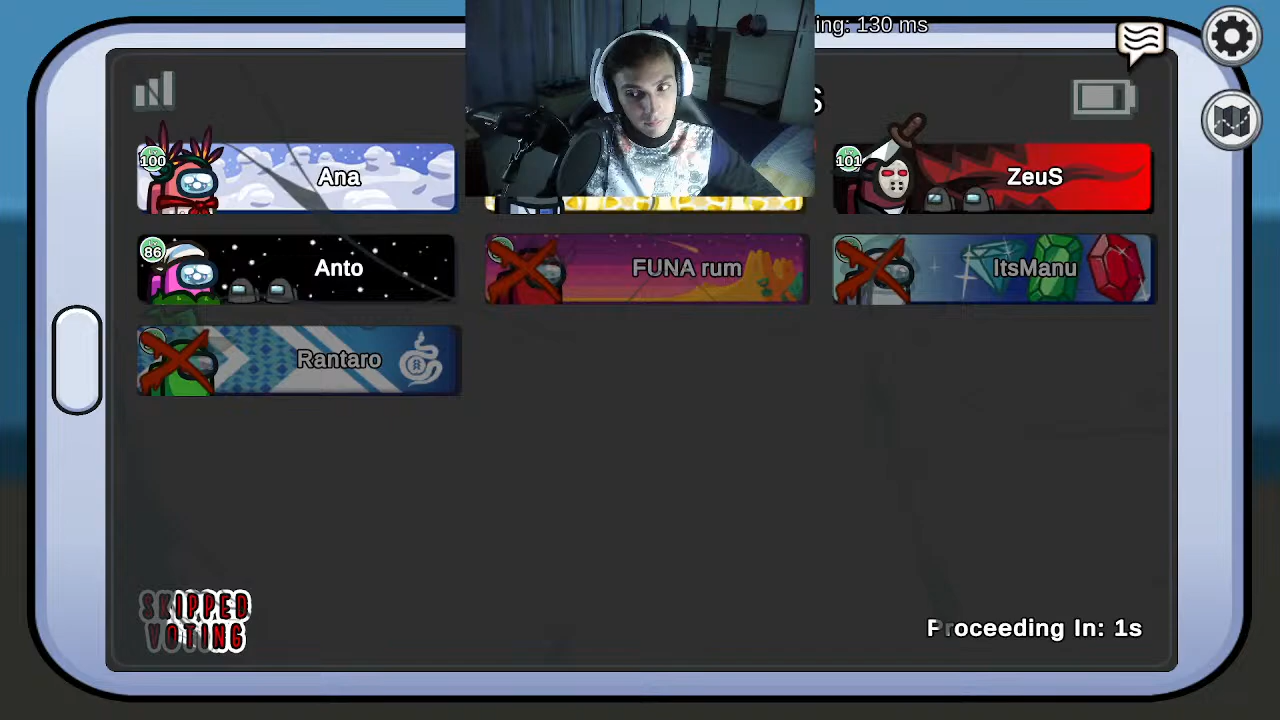 ing: 130 ms
S
100
Ana
101
ZeuS
86
Anto
FUNA rum
ItsManu
Rantaro
SKIPPED
VOTING
Proceeding In: 1s